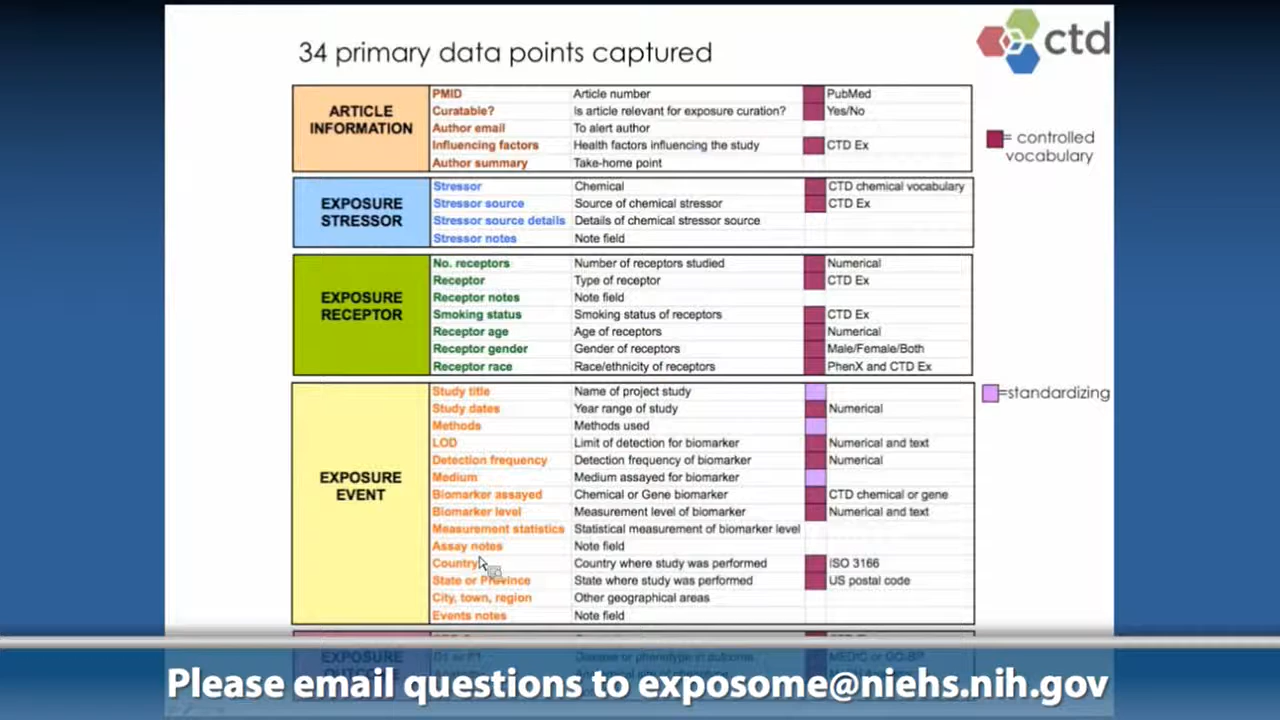 34 primary data points captured
ctd
ARTICLE INFORMATION
PMID Article number PubMed
Curatable? Is article relevant for exposure curation? Yes/No
Author email To alert author
Influencing factors Health factors influencing the study CTD Ex
Author summary Take-home point
= controlled vocabulary
EXPOSURE STRESSOR
Stressor Chemical CTD chemical vocabulary
Stressor source Source of chemical stressor CTD Ex
Stressor source details Details of chemical stressor source
Stressor notes Note field
EXPOSURE RECEPTOR
No. receptors Number of receptors studied Numerical
Receptor Type of receptor CTD Ex
Receptor notes Note field
Smoking status Smoking status of receptors CTD Ex
Receptor age Age of receptors Numerical
Receptor gender Gender of receptors Male/Female/Both
Receptor race Race/ethnicity of receptors PhenX and CTD Ex
EXPOSURE EVENT
Study title Name of project study
=standardizing
Study dates Year range of study Numerical
Methods Methods used
LOD Limit of detection for biomarker Numerical and text
Detection frequency Detection frequency of biomarker Numerical
Medium Medium assayed for biomarker
Biomarker assayed Chemical or Gene biomarker CTD chemical or gene
Biomarker level Measurement level of biomarker Numerical and text
Measurement statistics Statistical measurement of biomarker level
Assay notes Note field
Country Country where study was performed ISO 3166
State or Province State where study was performed US postal code
City, town, region Other geographical areas
Events notes Note field
EXPOSURE
Disease or phenotype in outcome MEDIC or GO-BP
Please email questions to exposome@niehs.nih.gov